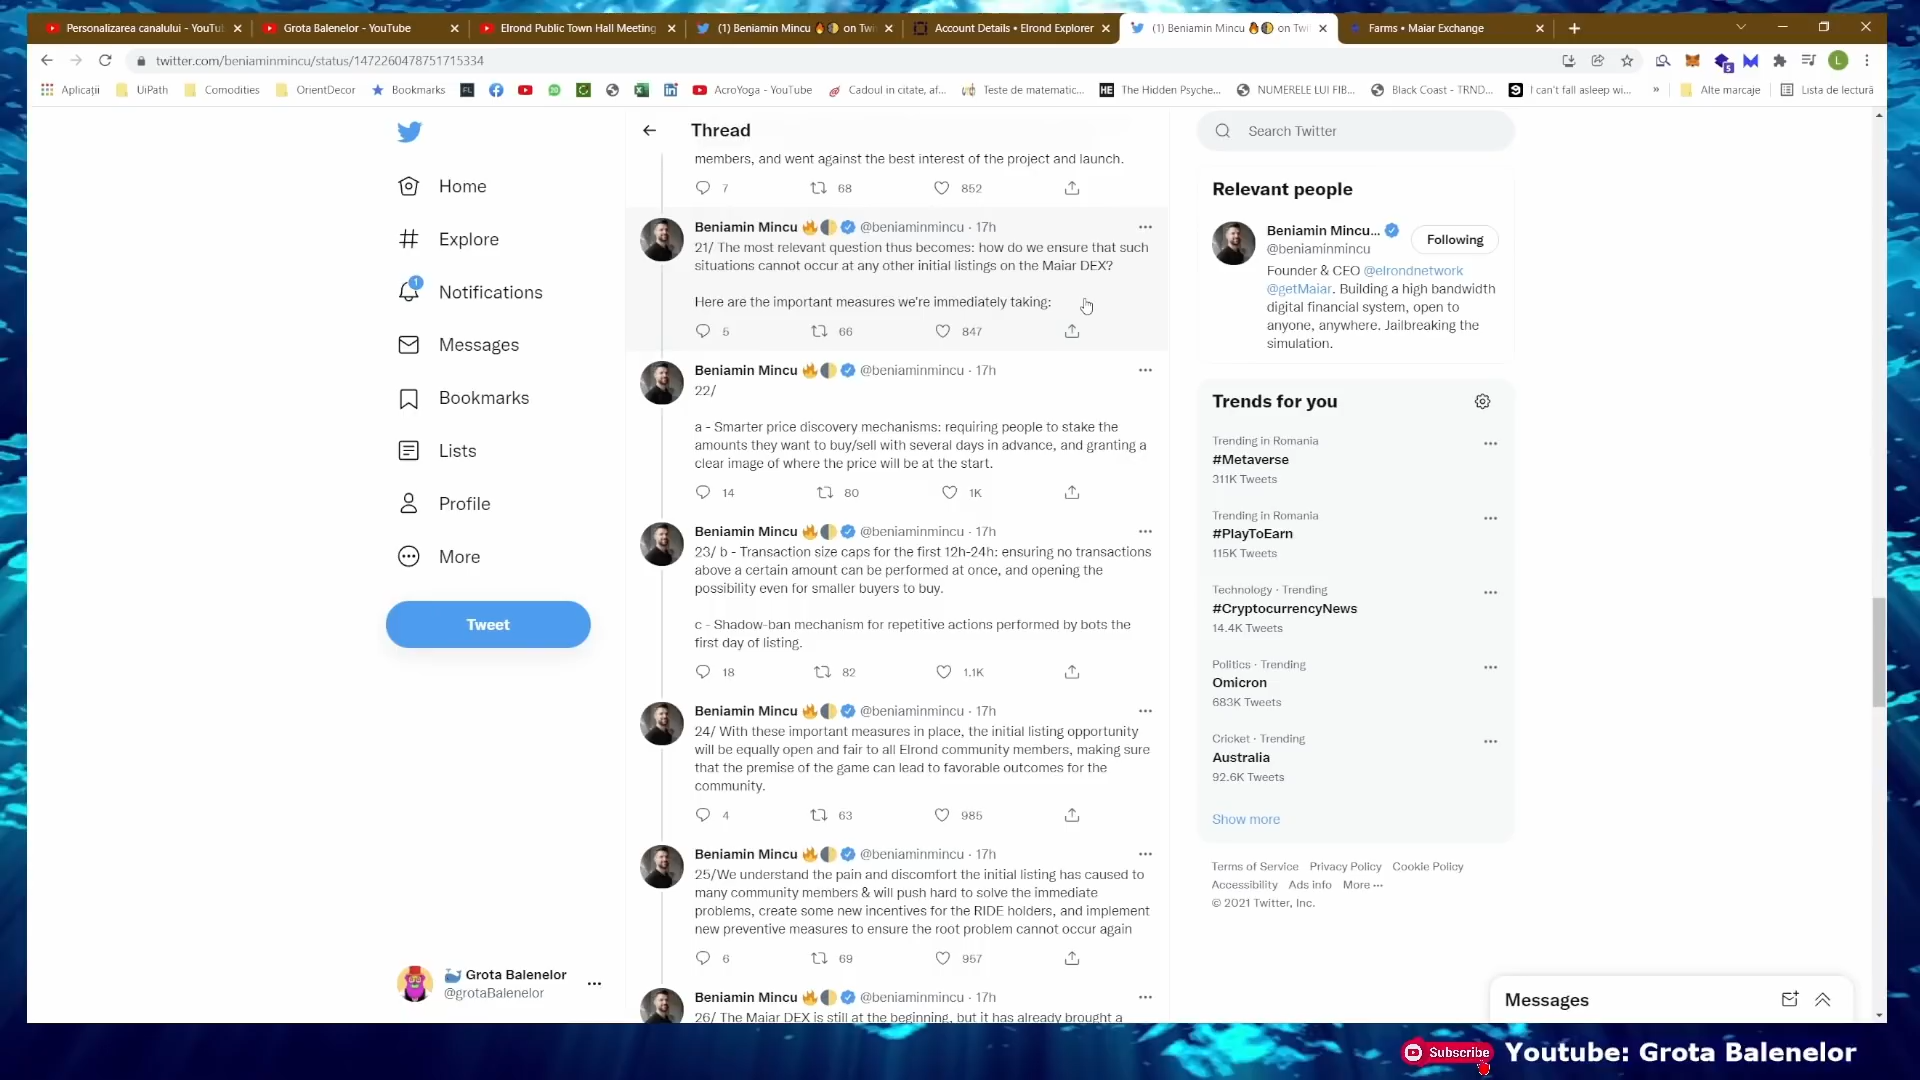 Personalizarea canalului - YouTu
Grota Balenelor - YouTube
Elrond Public Town Hall Meeting
(1) Beniamin Mincu 🔥🌓 on Twi
Account Details • Elrond Explorer
(1) Beniamin Mincu 🔥🌓 on Twi
Farms • Maiar Exchange
twitter.com/beniaminmincu/status/1472260478751715334
Aplicații
UiPath
Comodities
OrientDecor
Bookmarks
AcroYoga - YouTube
Cadoul in citate, af...
Teste de matematic...
The Hidden Psyche...
NUMERELE LUI FIB...
Black Coast - TRND...
I can't fall asleep wi...
»
Alte marcaje
Lista de lectură
Home
Explore
Notifications
Messages
Bookmarks
Lists
Profile
More
Tweet
Grota Balenelor
@grotaBalenelor
Thread
members, and went against the best interest of the project and launch.
7 68 852
Beniamin Mincu 🔥🌓 @beniaminmincu · 17h
21/ The most relevant question thus becomes: how do we ensure that such
situations cannot occur at any other initial listings on the Maiar DEX?
Here are the important measures we're immediately taking:
5 66 847
Beniamin Mincu 🔥🌓 @beniaminmincu · 17h
22/
a - Smarter price discovery mechanisms: requiring people to stake the
amounts they want to buy/sell with several days in advance, and granting a
clear image of where the price will be at the start.
14 80 1K
Beniamin Mincu 🔥🌓 @beniaminmincu · 17h
23/ b - Transaction size caps for the first 12h-24h: ensuring no transactions
above a certain amount can be performed at once, and opening the
possibility even for smaller buyers to buy.
c - Shadow-ban mechanism for repetitive actions performed by bots the
first day of listing.
18 82 1.1K
Beniamin Mincu 🔥🌓 @beniaminmincu · 17h
24/ With these important measures in place, the initial listing opportunity
will be equally open and fair to all Elrond community members, making sure
that the premise of the game can lead to favorable outcomes for the
community.
4 63 985
Beniamin Mincu 🔥🌓 @beniaminmincu · 17h
25/We understand the pain and discomfort the initial listing has caused to
many community members & will push hard to solve the immediate
problems, create some new incentives for the RIDE holders, and implement
new preventive measures to ensure the root problem cannot occur again
6 69 957
Beniamin Mincu 🔥🌓 @beniaminmincu · 17h
26/ The Maiar DEX is still at the beginning, but it has already brought a
Search Twitter
Relevant people
Beniamin Mincu...
@beniaminmincu
Following
Founder & CEO @elrondnetwork
@getMaiar. Building a high bandwidth
digital financial system, open to
anyone, anywhere. Jailbreaking the
simulation.
Trends for you
Trending in Romania
#Metaverse
311K Tweets
Trending in Romania
#PlayToEarn
115K Tweets
Technology · Trending
#CryptocurrencyNews
14.4K Tweets
Politics · Trending
Omicron
683K Tweets
Cricket · Trending
Australia
92.6K Tweets
Show more
Terms of Service Privacy Policy Cookie Policy
Accessibility Ads info More ···
© 2021 Twitter, Inc.
Messages
Subscribe
Youtube: Grota Balenelor